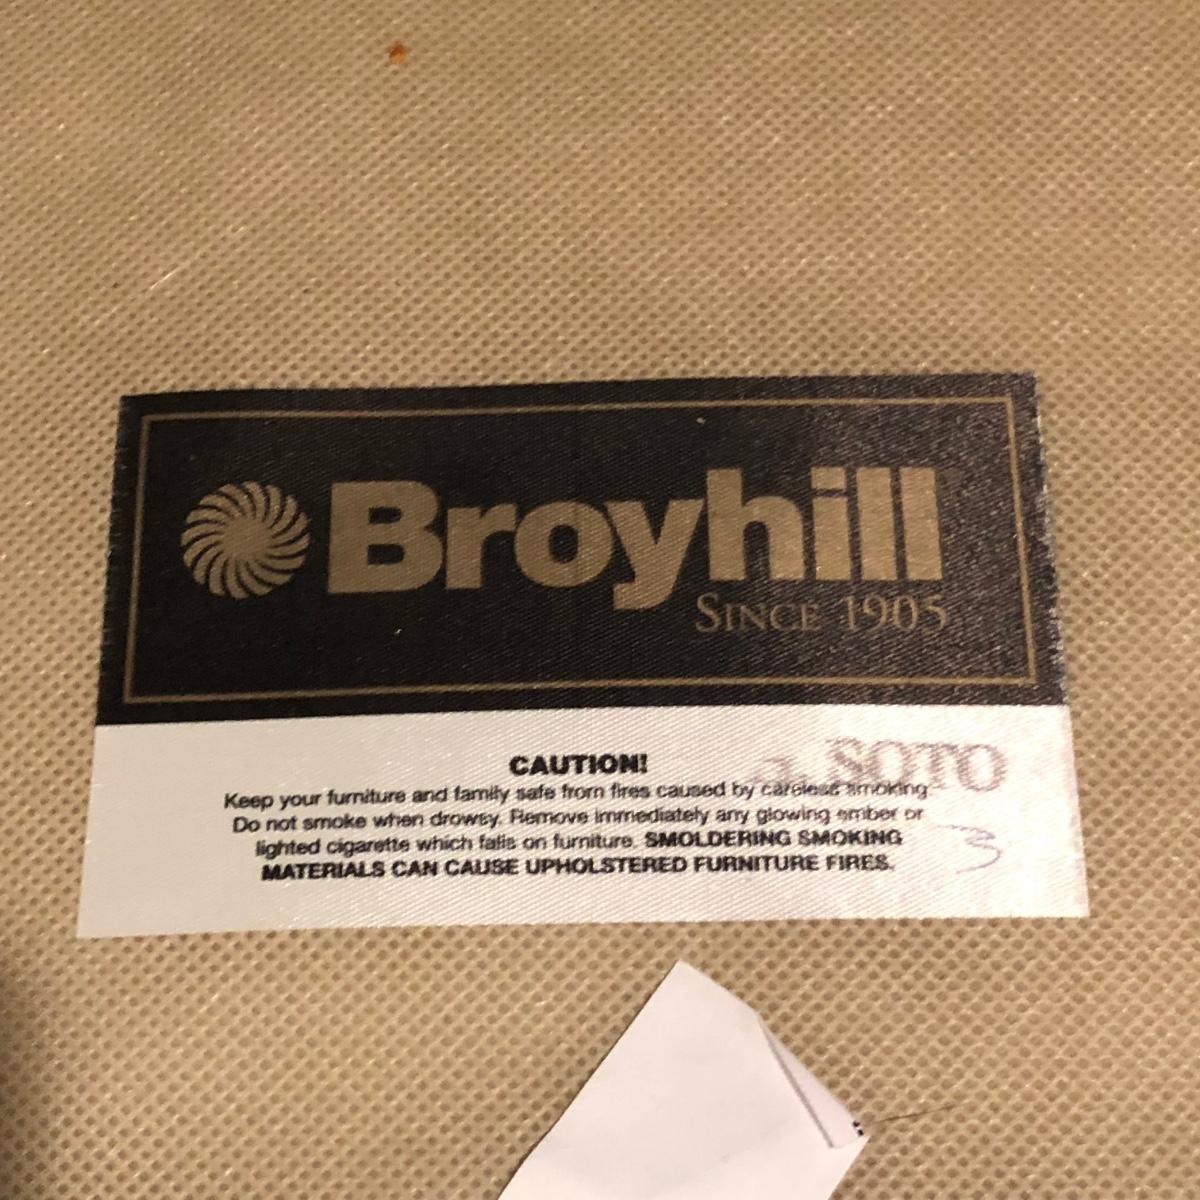 Broyhill
SINCE 1905
SOTO
CAUTION!
Keep your furniture and family safe from fires caused by careless smoking.
Do not smoke when drowsy. Remove immediately any glowing ember or
lighted cigarette which falls on furniture. SMOLDERING SMOKING
MATERIALS CAN CAUSE UPHOLSTERED FURNITURE FIRES.
3